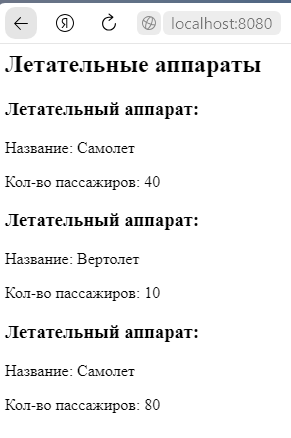 Я localhost:8080
Летательные аппараты
Летательный аппарат:
Название: Самолет
Кол-во пассажиров: 40
Летательный аппарат:
Название: Вертолет
Кол-во пассажиров: 10
Летательный аппарат:
Название: Самолет
Кол-во пассажиров: 80